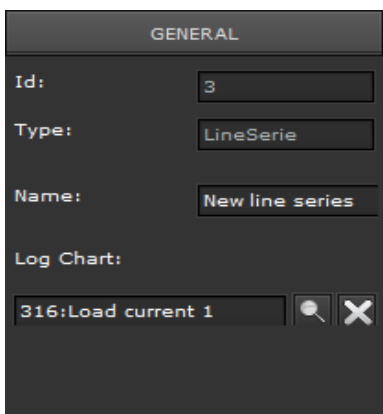 GENERAL
Id: 3
Type: LineSerie
Name: New line series
Log Chart:
316:Load current 1